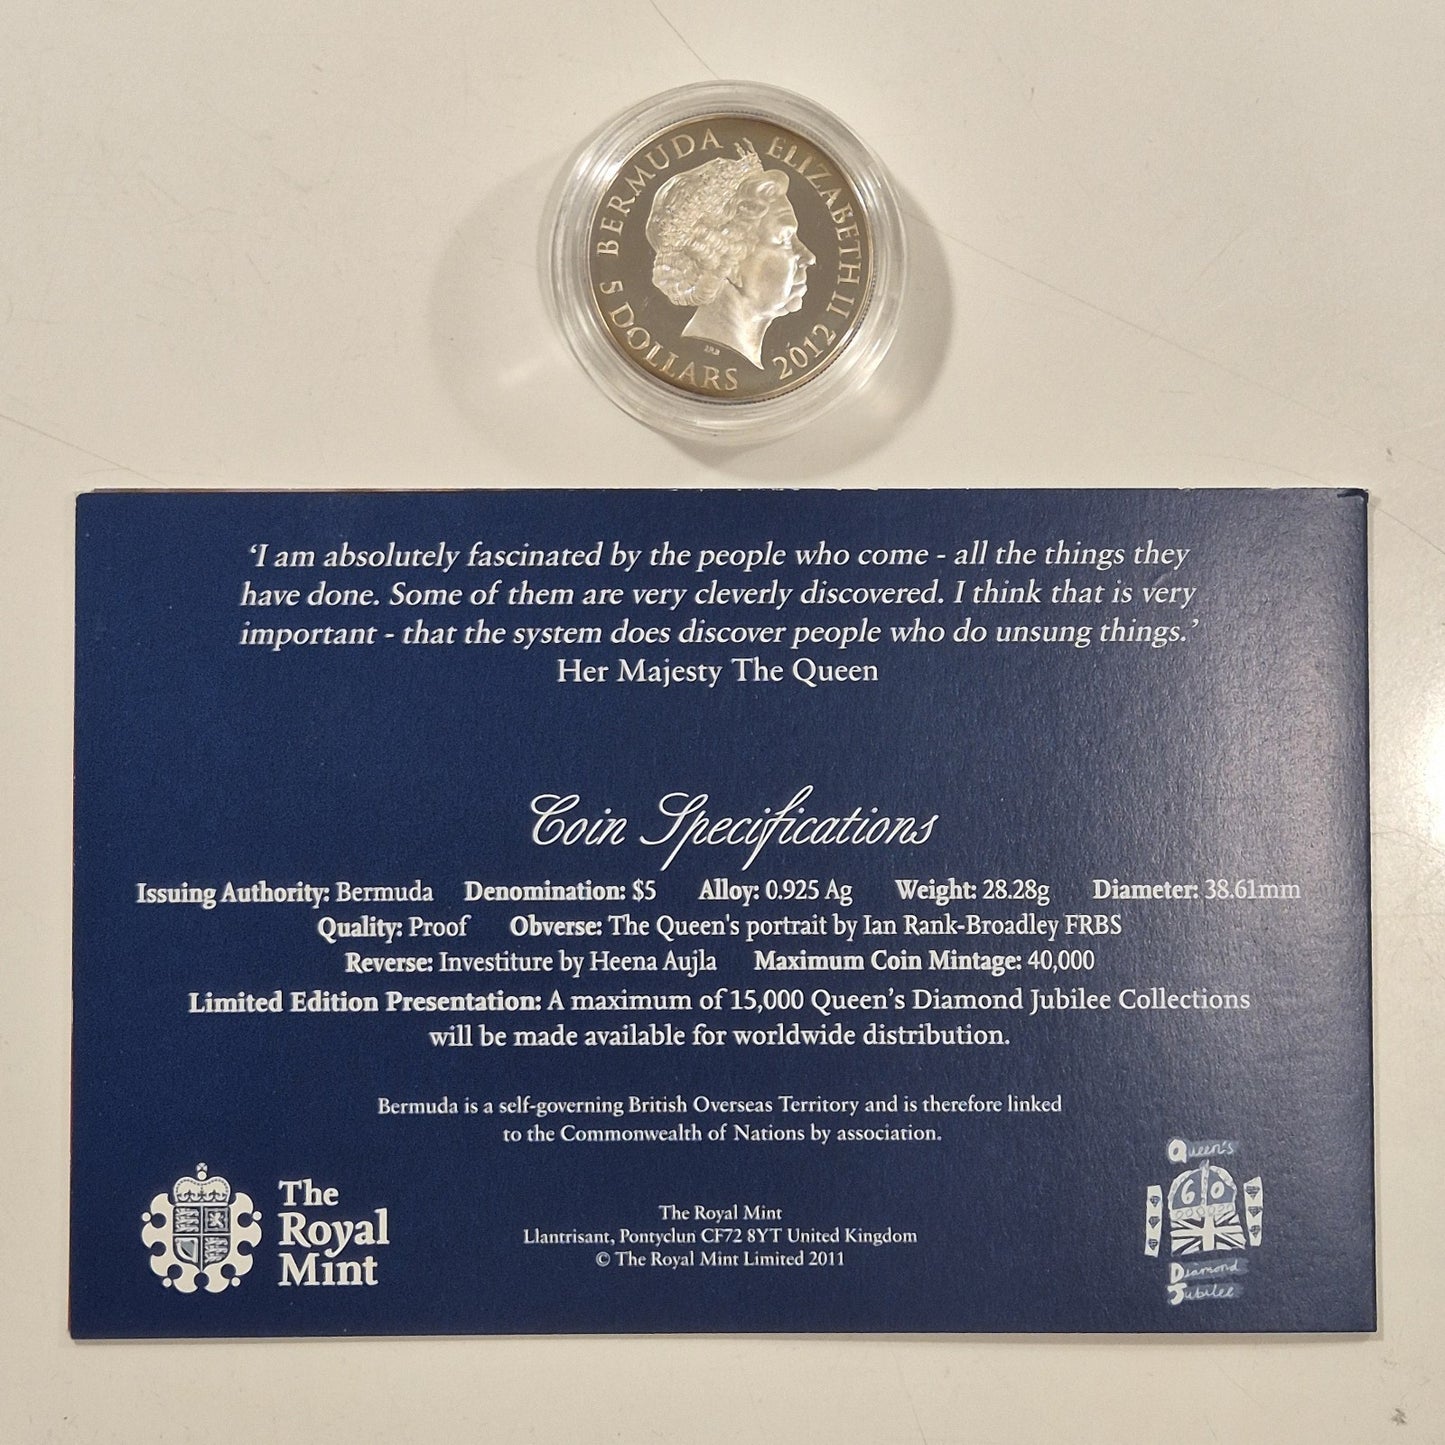 BERMUDA ELIZABETH II 2012
5 DOLLARS
IRB
‘I am absolutely fascinated by the people who come - all the things they
have done. Some of them are very cleverly discovered. I think that is very
important - that the system does discover people who do unsung things.’
Her Majesty The Queen
Coin Specifications
Issuing Authority: Bermuda Denomination: $5 Alloy: 0.925 Ag Weight: 28.28g Diameter: 38.61mm
Quality: Proof Obverse: The Queen's portrait by Ian Rank-Broadley FRBS
Reverse: Investiture by Heena Aujla Maximum Coin Mintage: 40,000
Limited Edition Presentation: A maximum of 15,000 Queen’s Diamond Jubilee Collections
will be made available for worldwide distribution.
Bermuda is a self-governing British Overseas Territory and is therefore linked
to the Commonwealth of Nations by association.
The
Royal
Mint
The Royal Mint
Llantrisant, Pontyclun CF72 8YT United Kingdom
© The Royal Mint Limited 2011
Queen's
60
Diamond
Jubilee